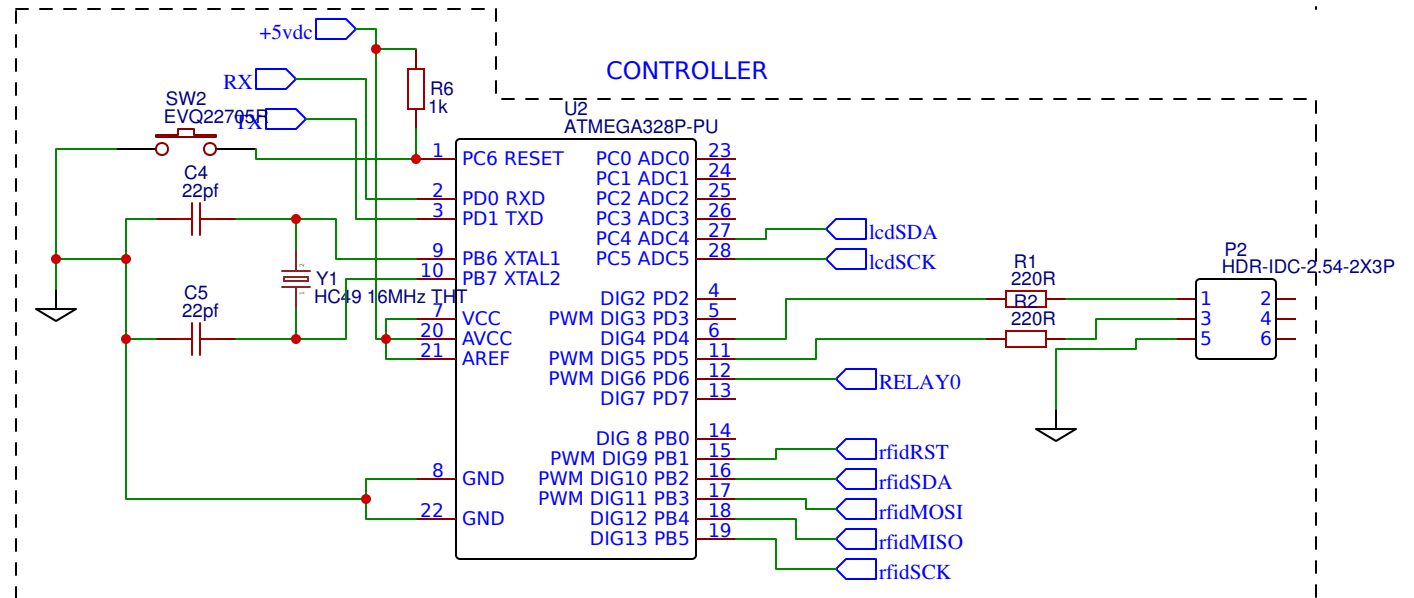 +5vdc
CONTROLLER
RX
R6
1k
SW2
EVQ22705R
TX
U2
ATMEGA328P-PU
1 PC6 RESET PC0 ADC0 23
PC1 ADC1 24
C4
22pf
2 PD0 RXD PC2 ADC2 25
3 PD1 TXD PC3 ADC3 26
PC4 ADC4 27 lcdSDA
9 PB6 XTAL1 PC5 ADC5 28 lcdSCK
10 PB7 XTAL2
Y1
HC49 16MHz THT
2
1
C5
22pf
DIG2 PD2 4
7 VCC PWM DIG3 PD3 5
20 AVCC DIG4 PD4 6
21 AREF PWM DIG5 PD5 11
PWM DIG6 PD6 12 RELAY0
DIG7 PD7 13
R1
220R
R2
220R
P2
HDR-IDC-2.54-2X3P
1 2
3 4
5 6
DIG 8 PB0 14
PWM DIG9 PB1 15 rfidRST
8 GND PWM DIG10 PB2 16 rfidSDA
PWM DIG11 PB3 17 rfidMOSI
22 GND DIG12 PB4 18 rfidMISO
DIG13 PB5 19 rfidSCK